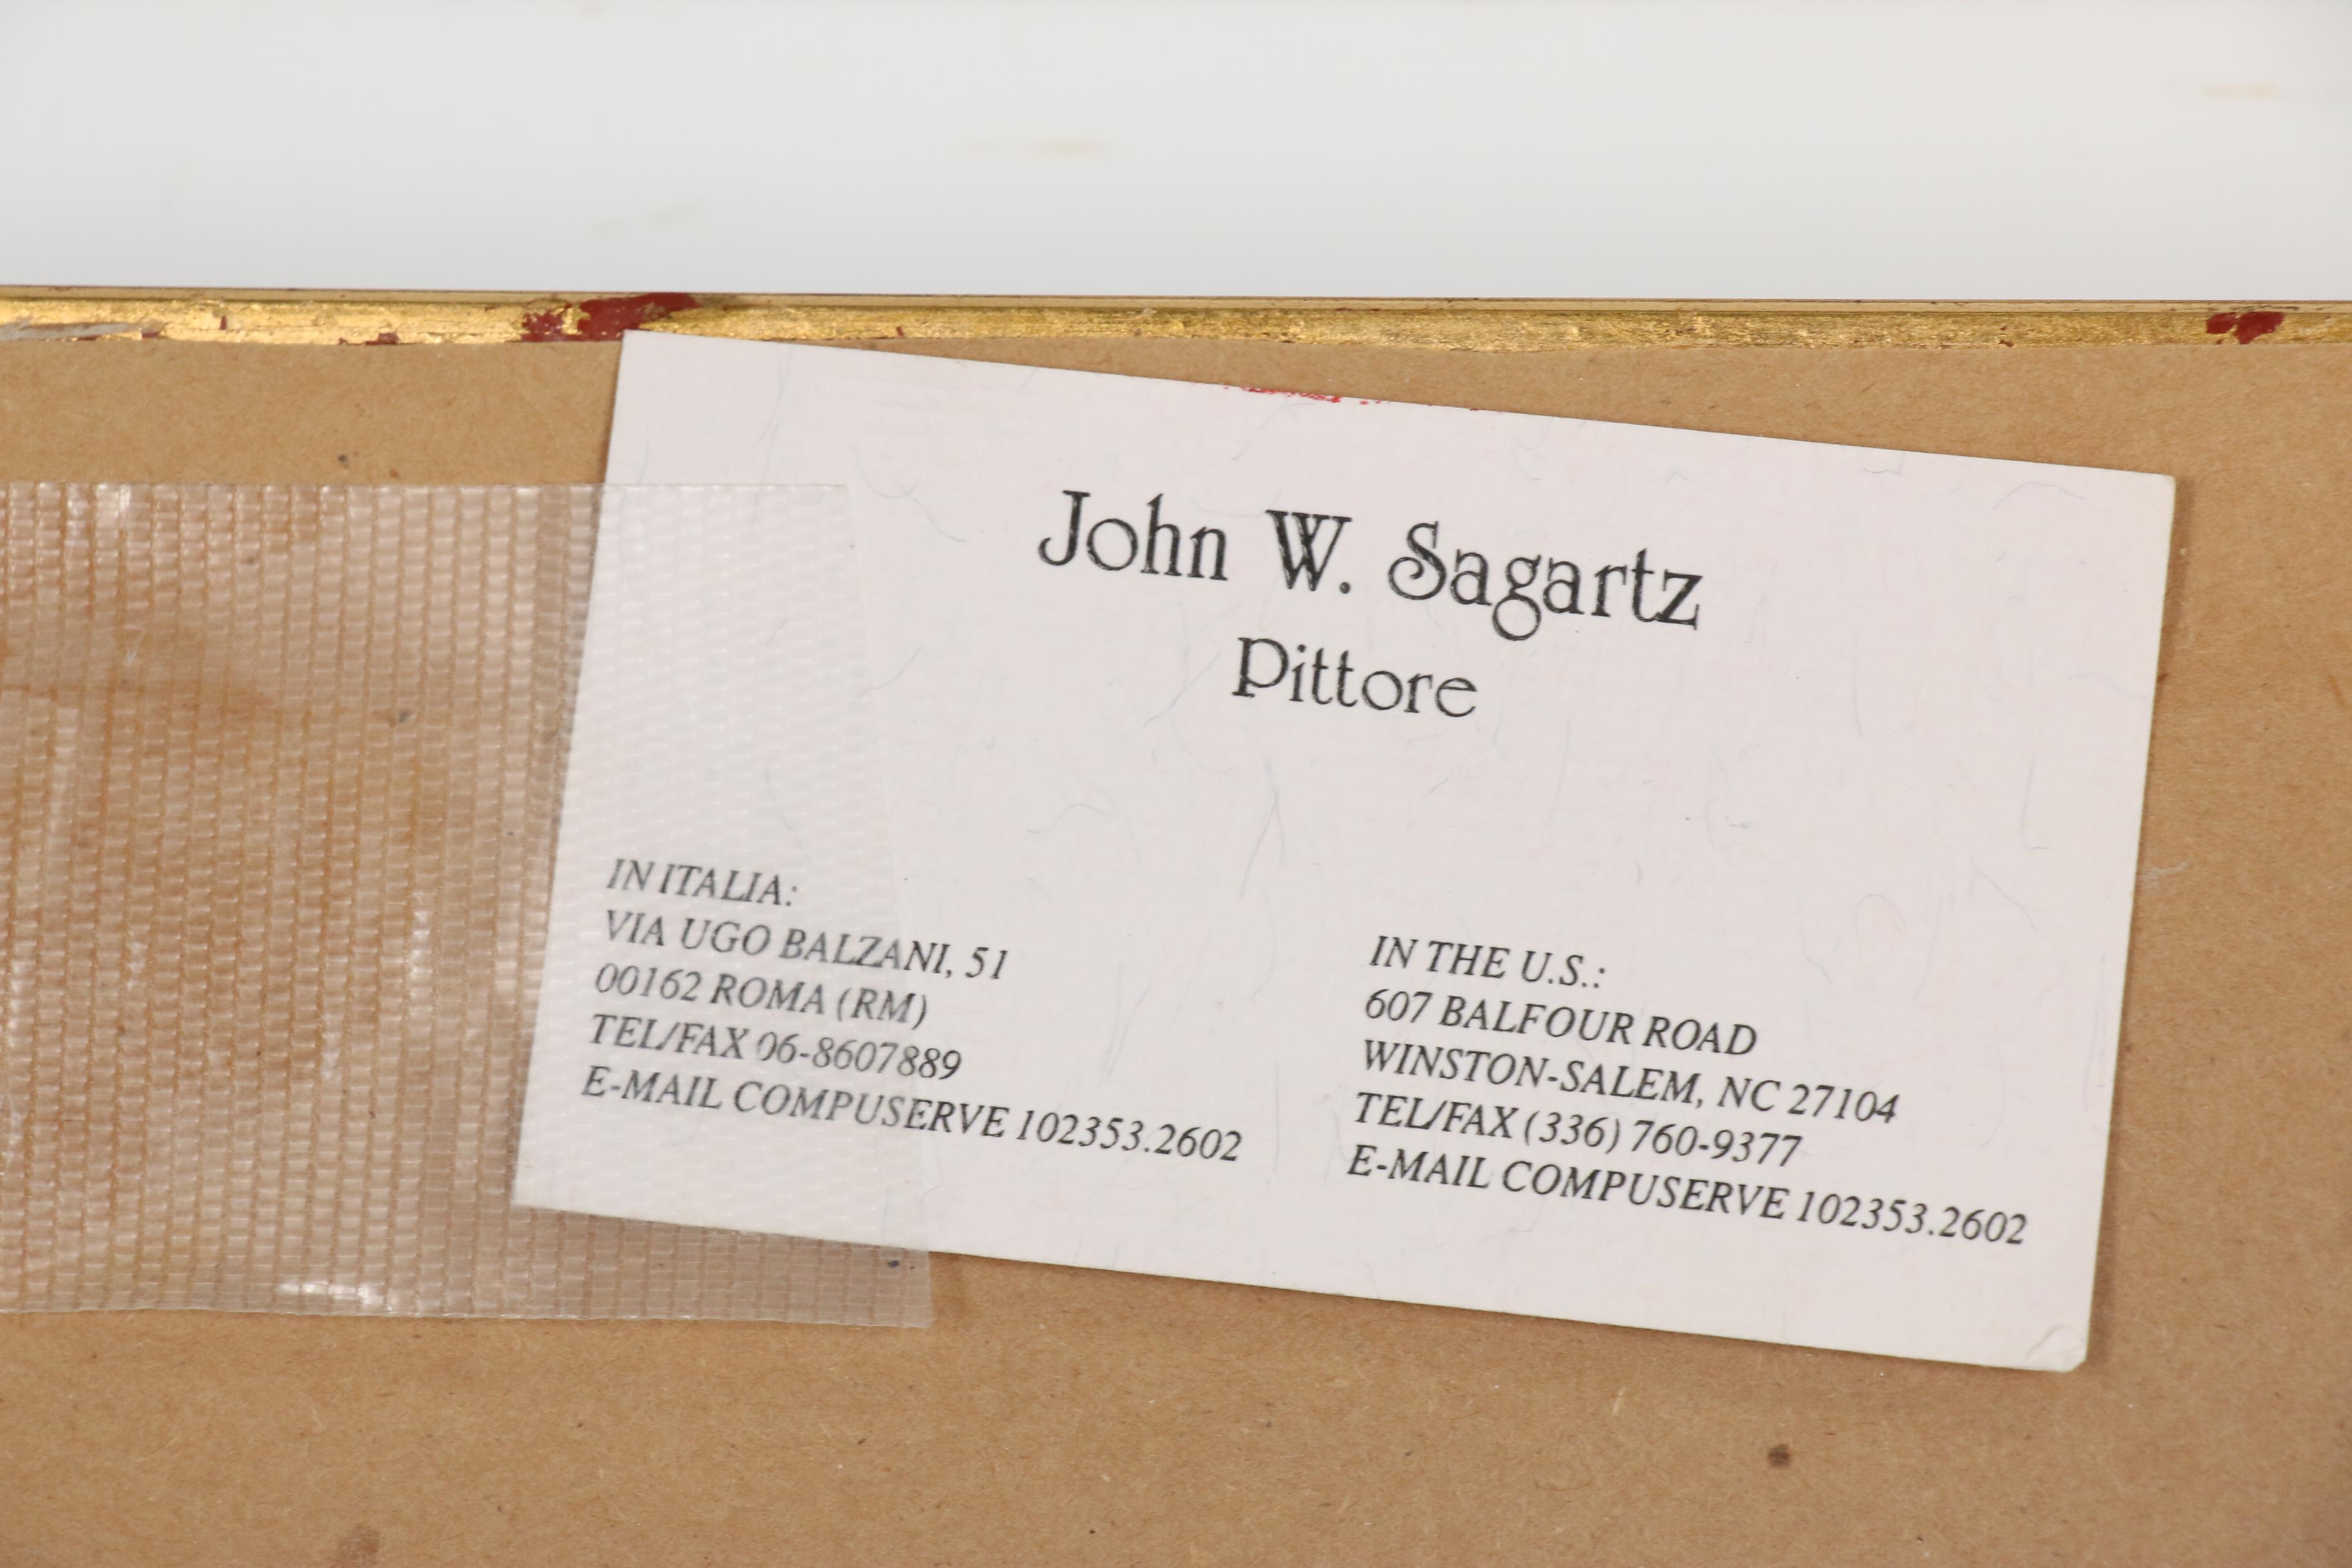 John W. Sagartz
Pittore
IN ITALIA:
VIA UGO BALZANI, 51
00162 ROMA (RM)
TEL/FAX 06-8607889
E-MAIL COMPUSERVE 102353.2602
IN THE U.S.:
607 BALFOUR ROAD
WINSTON-SALEM, NC 27104
TEL/FAX (336) 760-9377
E-MAIL COMPUSERVE 102353.2602